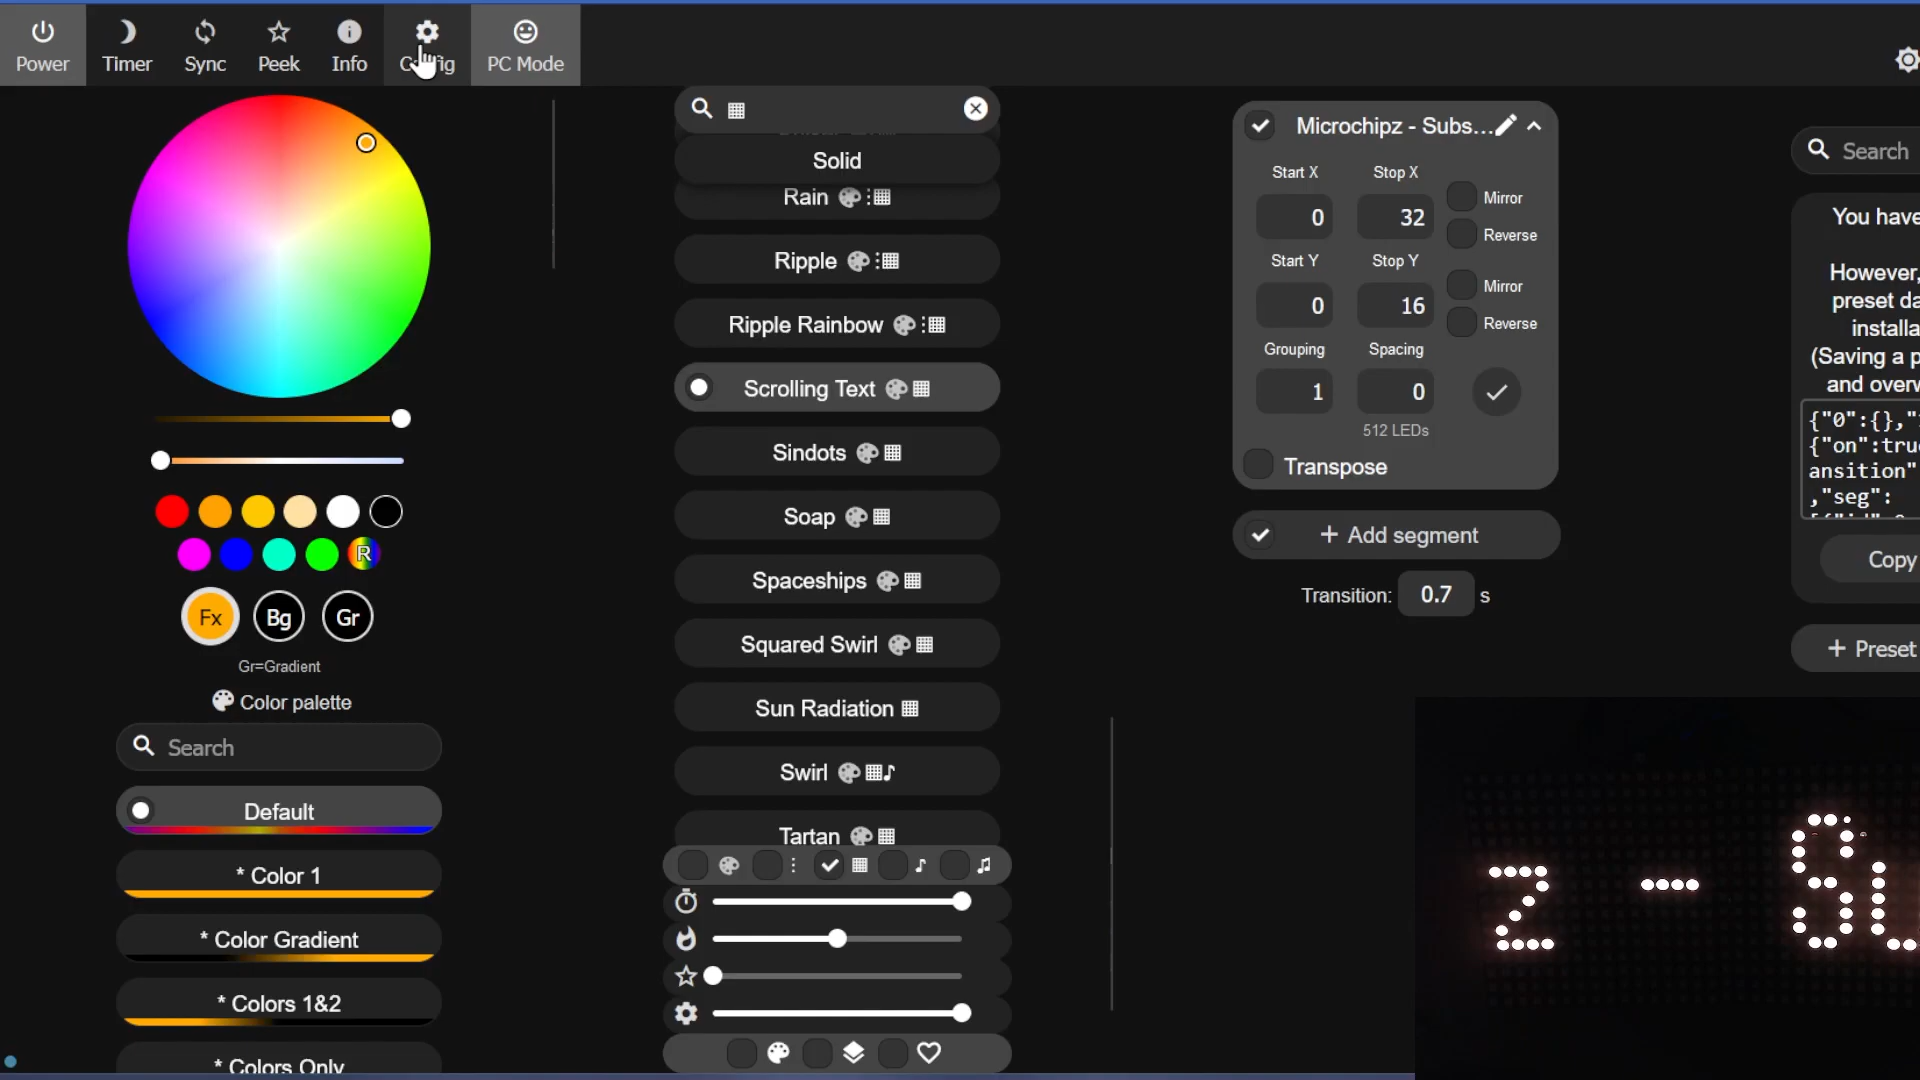 Power
Timer
Sync
Peek
Info
PC Mode
Gr=Gradient
Fx
Bg
Gr
R
Color palette
Search
Default
* Color 1
* Color Gradient
* Colors 1&2
* Colors Only
Solid
Rain
Ripple
Ripple Rainbow
Scrolling Text
Sindots
Soap
Spaceships
Squared Swirl
Sun Radiation
Swirl
Tartan
Microchipz - Subs...
Start X
Stop X
0
32
Mirror
Reverse
Start Y
Stop Y
0
16
Mirror
Reverse
Grouping
Spacing
1
0
512 LEDs
Transpose
+ Add segment
Transition: 0.7 s
Search
You have
However,
preset da
installa
(Saving a p
and overw
{"0":{},"
{"on":tru
ansition"
,"seg":
Copy
+ Preset
z - Su